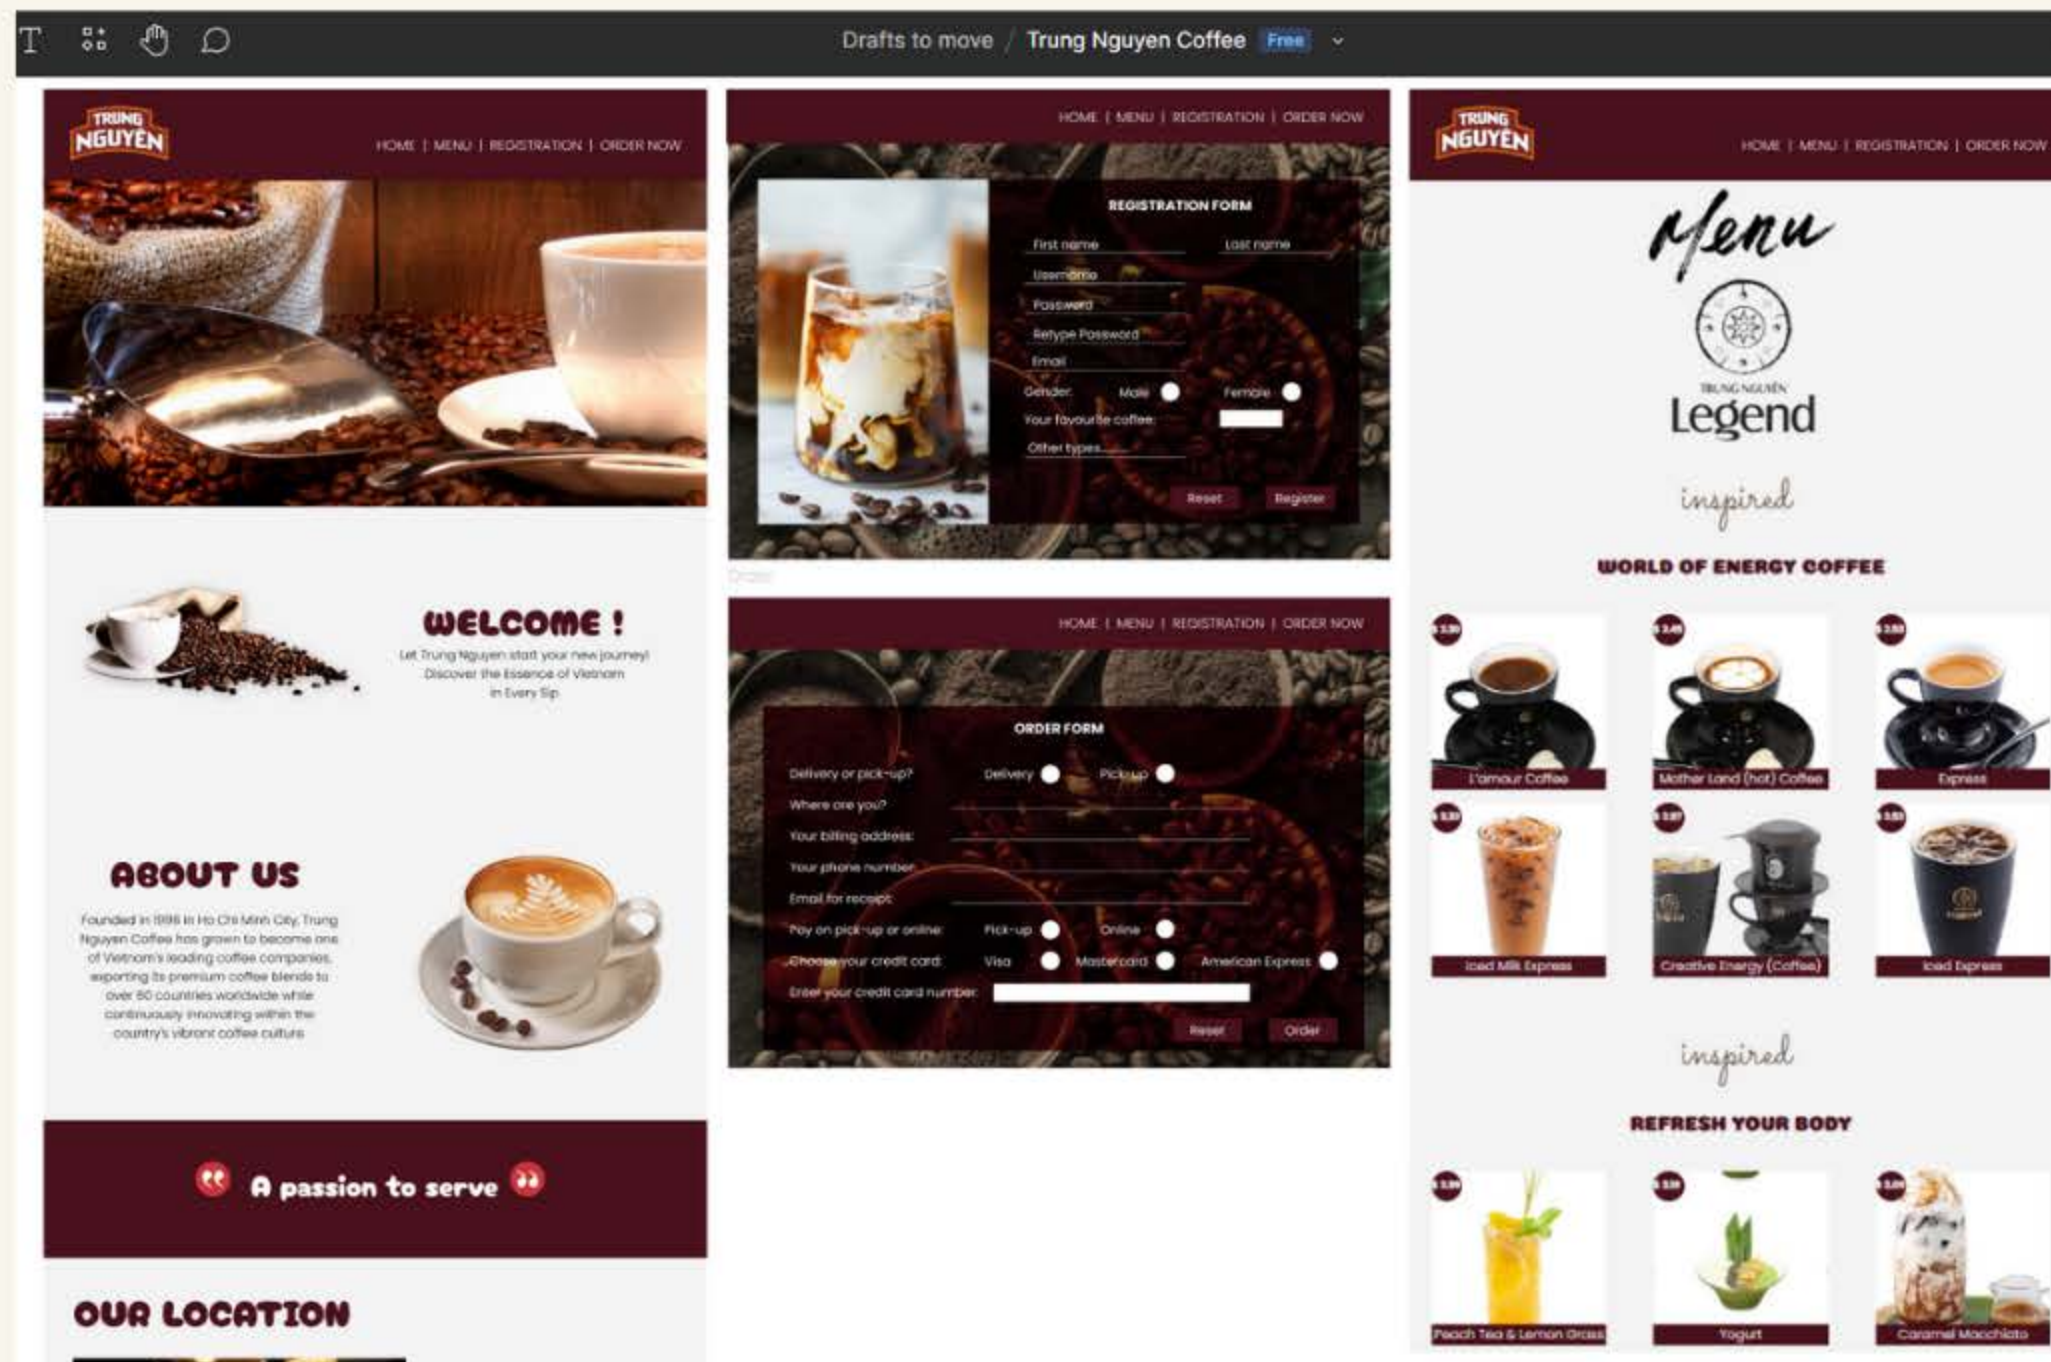 T
Drafts to move / Trung Nguyen Coffee Free
TRUNG
NGUYÊN
HOME | MENU | REGISTRATION | ORDER NOW
WELCOME !
Let Trung Nguyen start your new journey!
Discover the Essence of Vietnam
in Every Sip
ABOUT US
Founded in 1996 in Ho Chi Minh City, Trung
Nguyen Coffee has grown to become one
of Vietnam's leading coffee companies,
exporting its premium coffee blends to
over 60 countries worldwide while
continuously innovating within the
country's vibrant coffee culture
A passion to serve
OUR LOCATION
HOME | MENU | REGISTRATION | ORDER NOW
REGISTRATION FORM
First name Last name
Username
Password
Retype Password
Email
Gender: Male Female
Your favourite coffee:
Other types......
Reset Register
HOME | MENU | REGISTRATION | ORDER NOW
ORDER FORM
Delivery or pick-up? Delivery Pick-up
Where are you?
Your billing address:
Your phone number:
Email for receipt:
Pay on pick-up or online: Pick-up Online
Choose your credit card: Visa Mastercard American Express
Enter your credit card number:
Reset Order
TRUNG
NGUYÊN
HOME | MENU | REGISTRATION | ORDER NOW
Menu
TRUNG NGUYÊN
Legend
inspired
WORLD OF ENERGY COFFEE
L'amour Coffee Mother Land (hot) Coffee Express
Iced Milk Express Creative Energy (Coffee) Iced Express
inspired
REFRESH YOUR BODY
Peach Tea & Lemon Grass Yogurt Caramel Macchiato